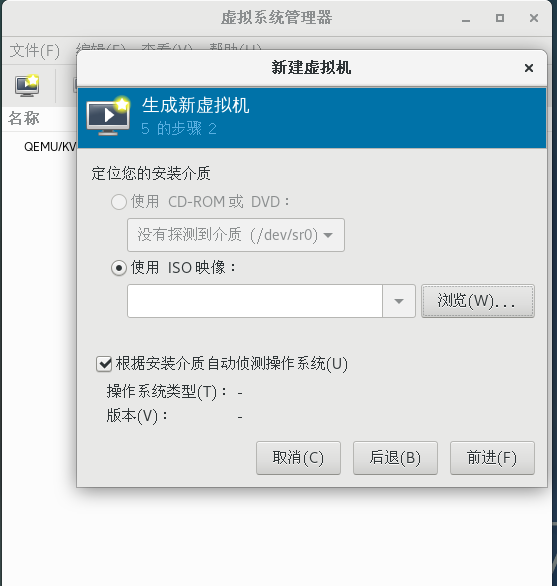 虚拟系统管理器
文件(F) 编辑(E) 查看(V) 帮助(H)
新建虚拟机
生成新虚拟机
5 的步骤 2
名称
QEMU/KV
定位您的安装介质
使用 CD-ROM 或 DVD：
没有探测到介质 (/dev/sr0)
使用 ISO 映像：
浏览(W)...
根据安装介质自动侦测操作系统(U)
操作系统类型(T)： -
版本(V)： -
取消(C) 后退(B) 前进(F)